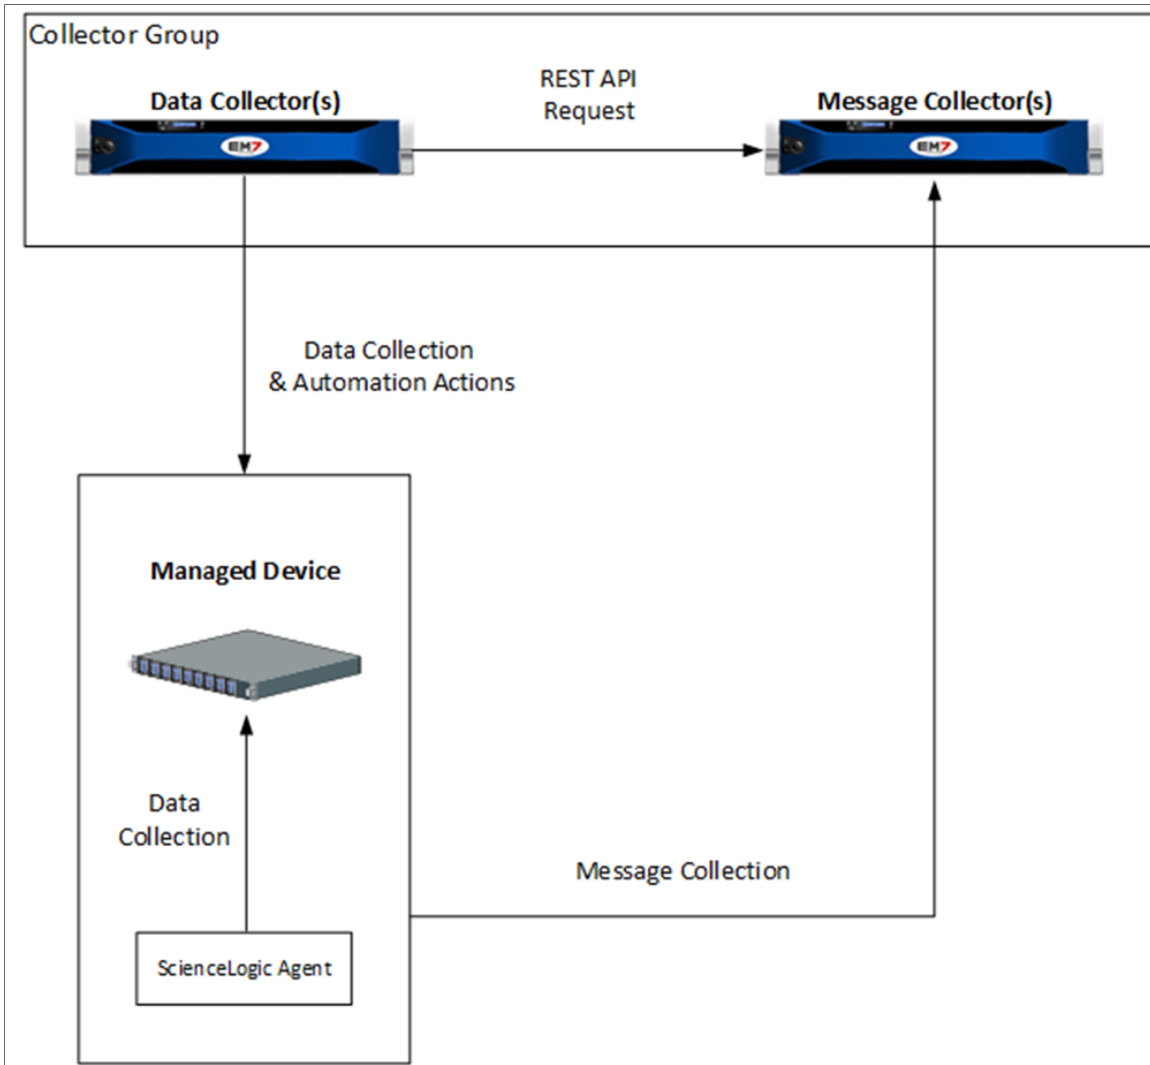 Collector Group
REST API
Request
Data Collector(s)
Message Collector(s)
EM7
EM7
Data Collection
& Automation Actions
Managed Device
Data
Collection
Message Collection
ScienceLogic Agent